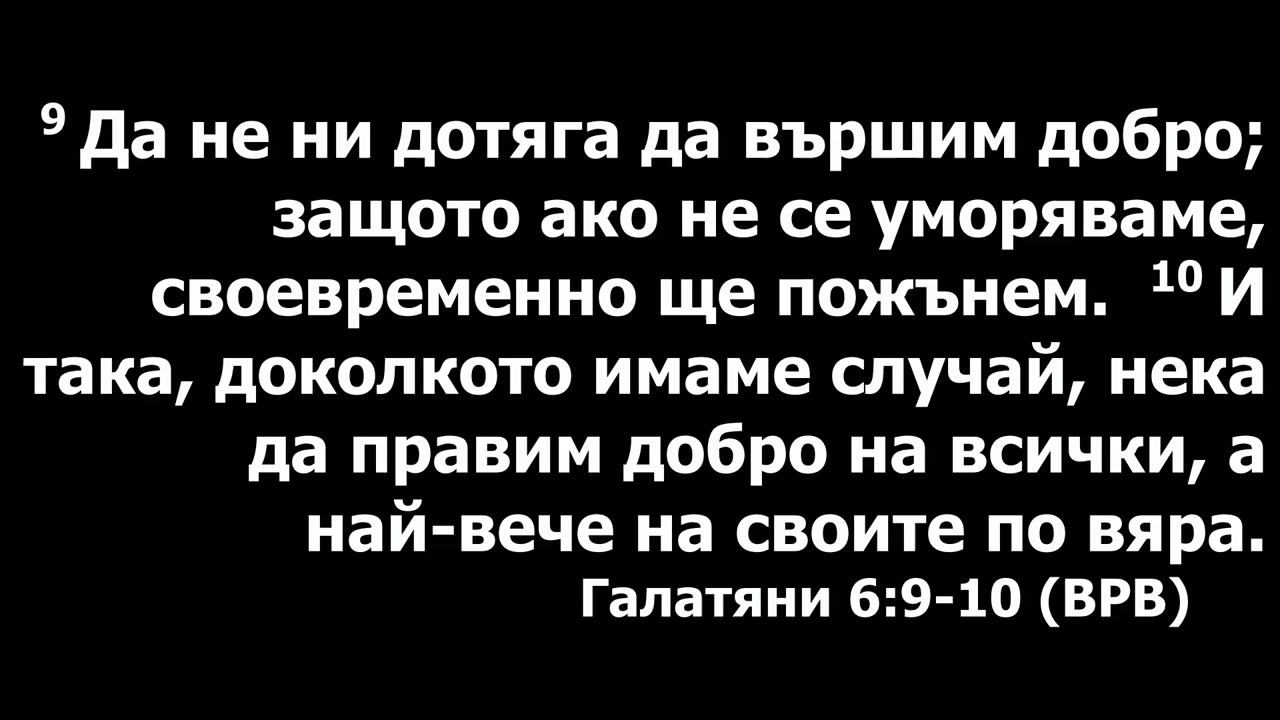 9 Да не ни дотяга да вършим добро;
защото ако не се уморяваме,
своевременно ще пожънем. 10 И
така, доколкото имаме случай, нека
да правим добро на всички, а
най-вече на своите по вяра.
Галатяни 6:9-10 (ВРВ)